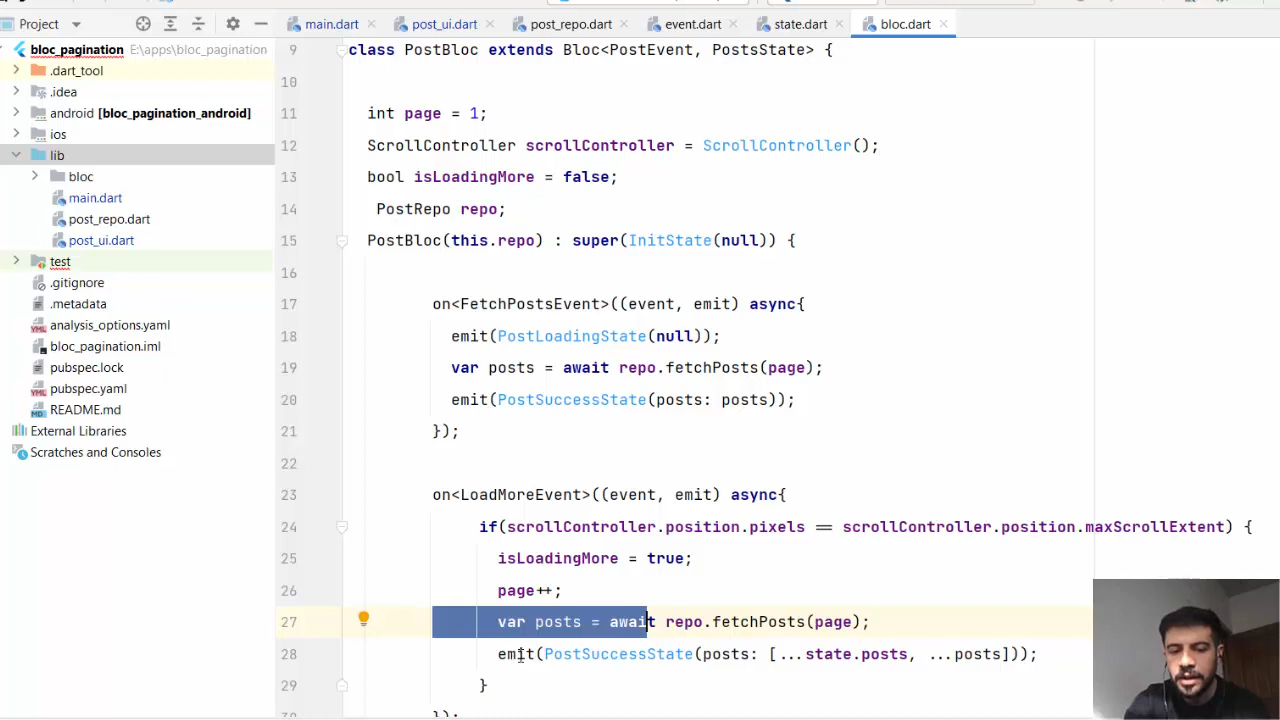 Project
main.dart
post_ui.dart
post_repo.dart
event.dart
state.dart
bloc.dart
bloc_pagination E:\apps\bloc_pagination
.dart_tool
.idea
android [bloc_pagination_android]
ios
lib
bloc
main.dart
post_repo.dart
post_ui.dart
test
.gitignore
.metadata
analysis_options.yaml
bloc_pagination.iml
pubspec.lock
pubspec.yaml
README.md
External Libraries
Scratches and Consoles
9 class PostBloc extends Bloc<PostEvent, PostsState> {
10
11 int page = 1;
12 ScrollController scrollController = ScrollController();
13 bool isLoadingMore = false;
14 PostRepo repo;
15 PostBloc(this.repo) : super(InitState(null)) {
16
17 on<FetchPostsEvent>((event, emit) async{
18 emit(PostLoadingState(null));
19 var posts = await repo.fetchPosts(page);
20 emit(PostSuccessState(posts: posts));
21 });
22
23 on<LoadMoreEvent>((event, emit) async{
24 if(scrollController.position.pixels == scrollController.position.maxScrollExtent) {
25 isLoadingMore = true;
26 page++;
27 var posts = await repo.fetchPosts(page);
28 emit(PostSuccessState(posts: [...state.posts, ...posts]));
29 }
30 });